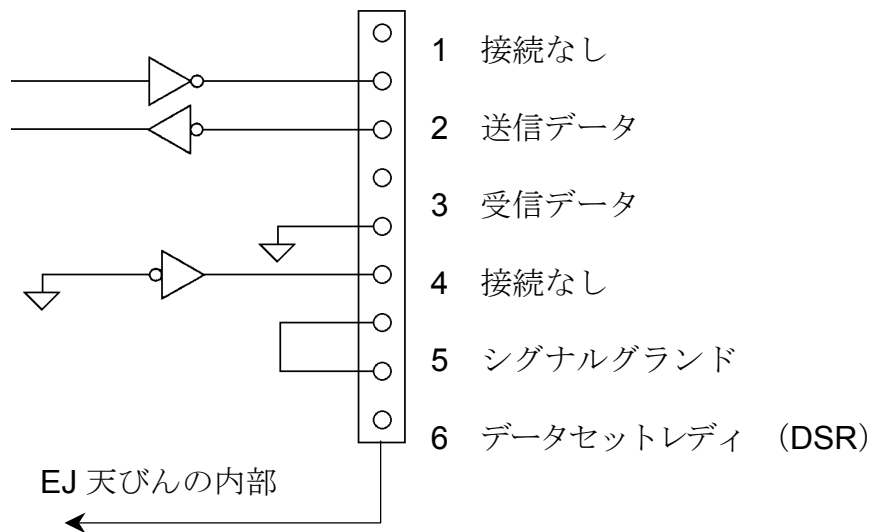 1 接続なし
2 送信データ
3 受信データ
4 接続なし
5 シグナルグランド
6 データセットレディ (DSR)
EJ 天びんの内部